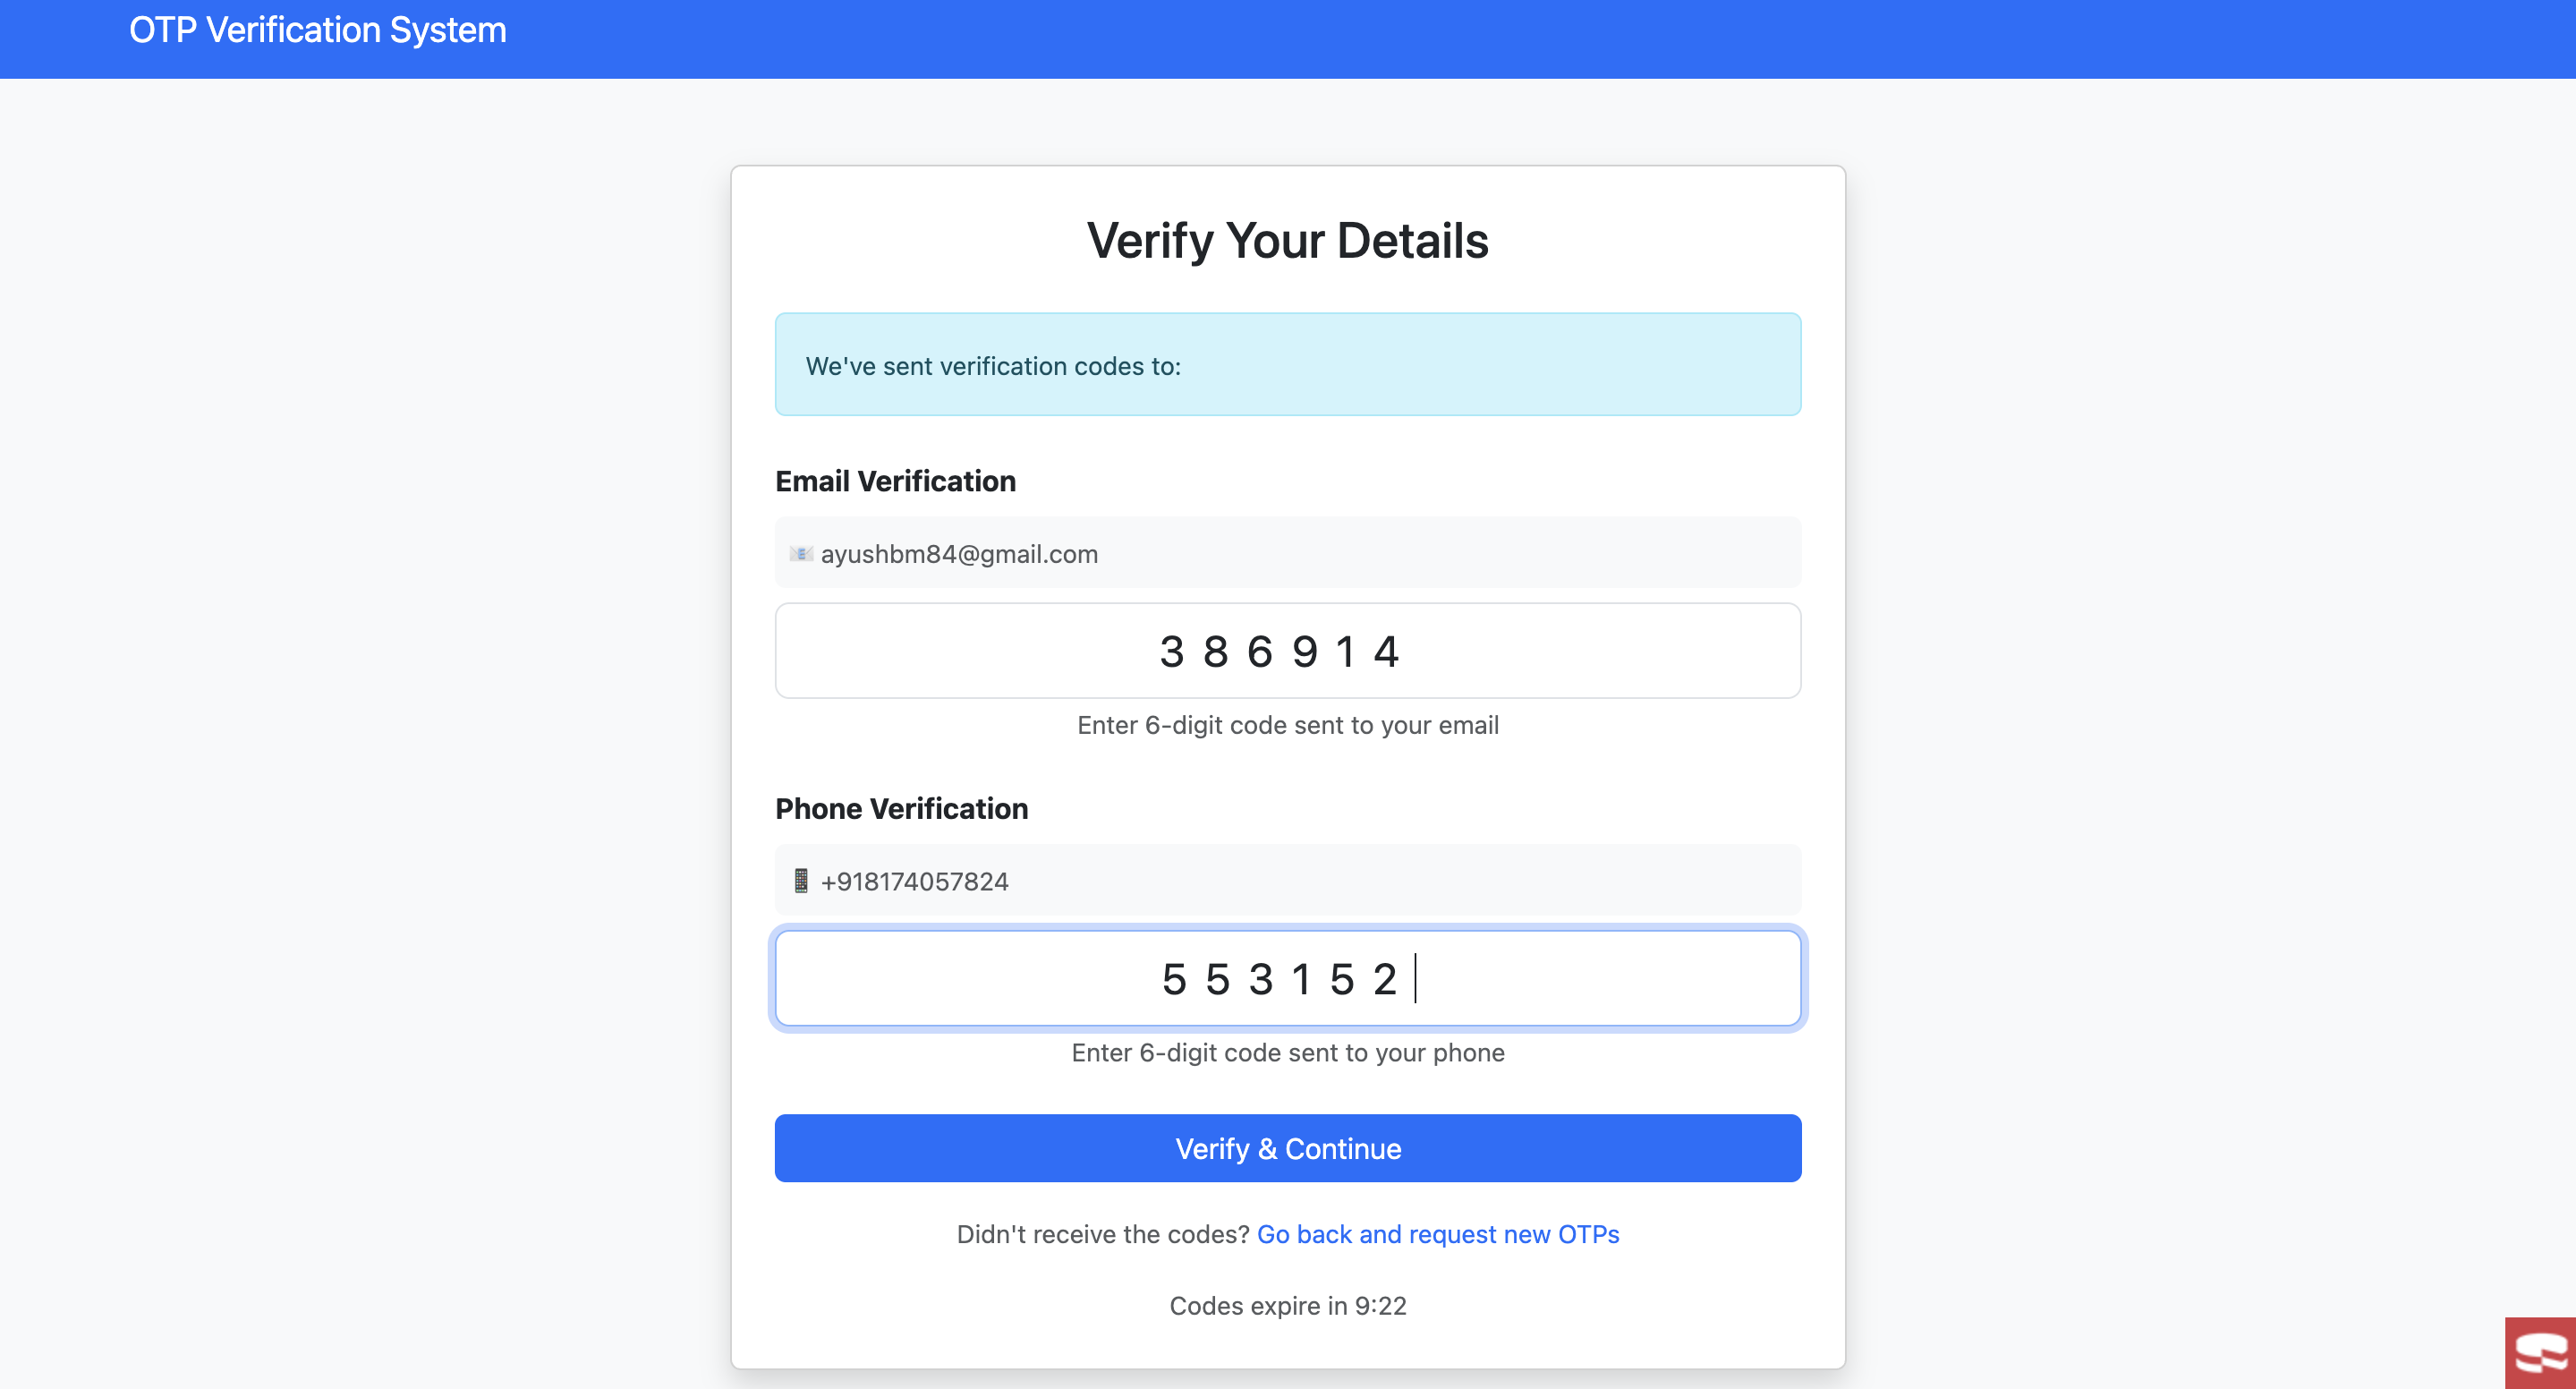 OTP Verification System
Verify Your Details
We've sent verification codes to:
Email Verification
ayushbm84@gmail.com
3 8 6 9 1 4
Enter 6-digit code sent to your email
Phone Verification
+918174057824
5 5 3 1 5 2
Enter 6-digit code sent to your phone
Verify & Continue
Didn't receive the codes? Go back and request new OTPs
Codes expire in 9:22